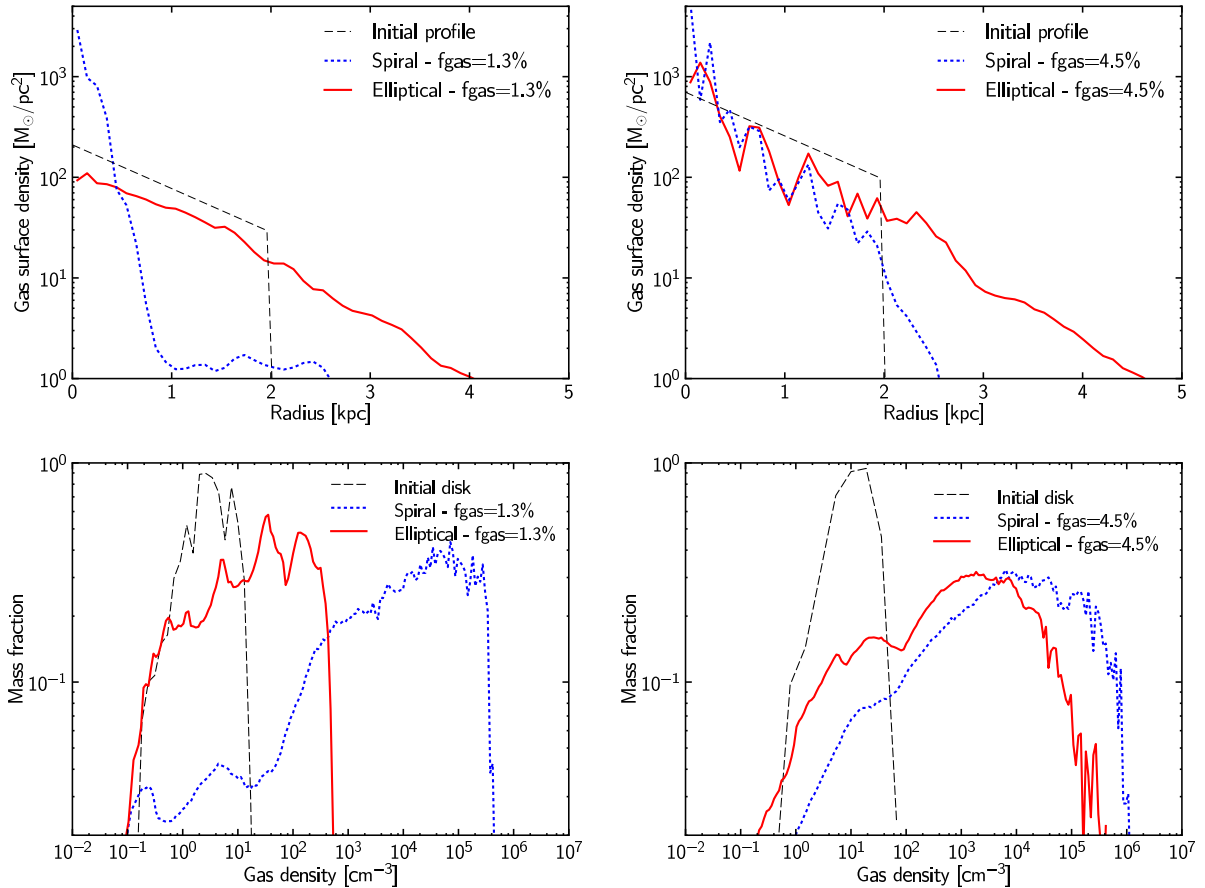 Gas surface density [M⊙/pc²]
10³
10²
10¹
10⁰
Initial profile
Spiral - fgas=1.3%
Elliptical - fgas=1.3%
0 1 2 3 4 5
Radius [kpc]
Gas surface density [M⊙/pc²]
10³
10²
10¹
10⁰
Initial profile
Spiral - fgas=4.5%
Elliptical - fgas=4.5%
0 1 2 3 4 5
Radius [kpc]
Mass fraction
10⁰
10⁻¹
Initial disk
Spiral - fgas=1.3%
Elliptical - fgas=1.3%
10⁻² 10⁻¹ 10⁰ 10¹ 10² 10³ 10⁴ 10⁵ 10⁶ 10⁷
Gas density [cm⁻³]
Mass fraction
10⁰
10⁻¹
Initial disk
Spiral - fgas=4.5%
Elliptical - fgas=4.5%
10⁻² 10⁻¹ 10⁰ 10¹ 10² 10³ 10⁴ 10⁵ 10⁶ 10⁷
Gas density [cm⁻³]